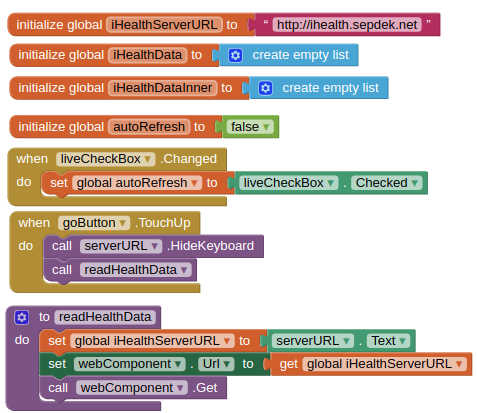 initialize global iHealthServerURL to “ http://ihealth.sepdek.net ”
initialize global iHealthData to create empty list
initialize global iHealthDataInner to create empty list
initialize global autoRefresh to false
when liveCheckBox .Changed
do set global autoRefresh to liveCheckBox . Checked
when goButton .TouchUp
do call serverURL .HideKeyboard
call readHealthData
to readHealthData
do set global iHealthServerURL to serverURL . Text
set webComponent . Url to get global iHealthServerURL
call webComponent .Get